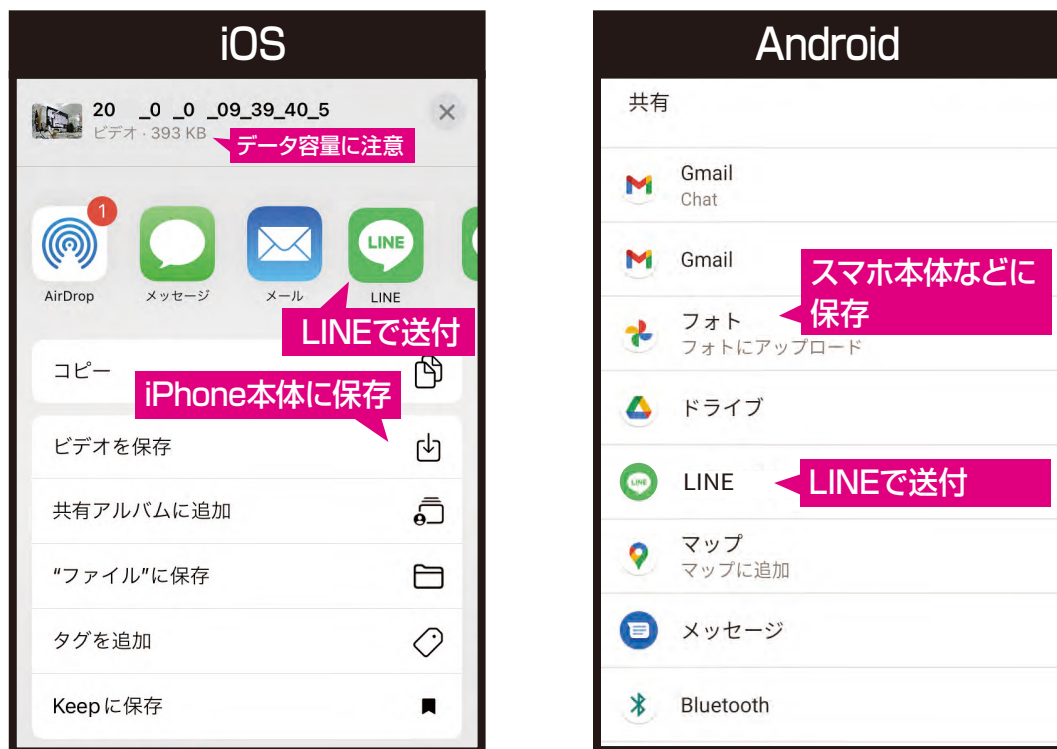 iOS
20 _0 _0 _09_39_40_5
ビデオ · 393 KB
データ容量に注意
1
LINE
AirDrop
メッセージ
メール
LINE
LINEで送付
コピー
iPhone本体に保存
ビデオを保存
共有アルバムに追加
“ファイル”に保存
タグを追加
Keepに保存
Android
共有
Gmail
Chat
Gmail
スマホ本体などに
保存
フォト
フォトにアップロード
ドライブ
LINE
LINE
LINEで送付
マップ
マップに追加
メッセージ
Bluetooth